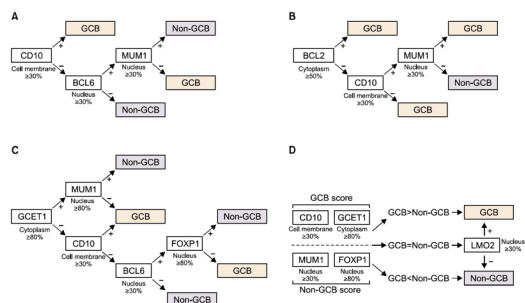 A
GCB
Non-GCB
+
+
CD10
MUM1
Cell membrane
≥30%
–
Nucleus
≥30%
+
–
BCL6
GCB
Nucleus
≥30%
–
Non-GCB
B
GCB
GCB
+
+
BCL2
MUM1
Cytoplasm
≥50%
–
Nucleus
≥30%
+
–
CD10
Non-GCB
Cell membrane
≥30%
–
GCB
C
Non-GCB
+
MUM1
Nucleus
≥80%
+
–
GCET1
GCB
Non-GCB
Cytoplasm
≥80%
–
+
+
CD10
FOXP1
Cell membrane
≥30%
–
Nucleus
≥80%
+
–
BCL6
GCB
Nucleus
≥30%
–
Non-GCB
D
GCB score
CD10 GCET1
Cell membrane Cytoplasm
≥30% ≥80%
GCB>Non-GCB
GCB
+
GCB=Non-GCB
LMO2
Nucleus
≥30%
–
MUM1 FOXP1
Nucleus Nucleus
≥30% ≥80%
GCB<Non-GCB
Non-GCB
Non-GCB score